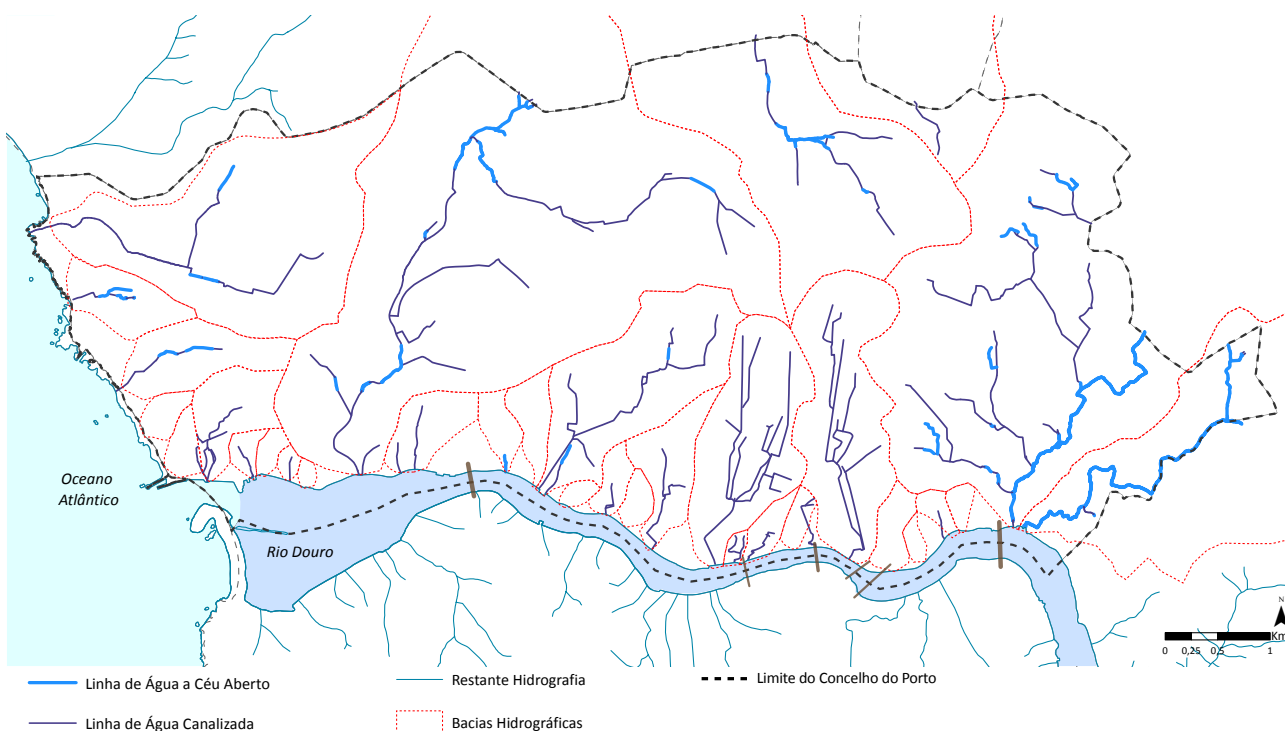 Oceano
Atlântico
Rio Douro
N
Km
0 0,25 0,5 1
Linha de Água a Céu Aberto
Restante Hidrografia
Limite do Concelho do Porto
Linha de Água Canalizada
Bacias Hidrográficas